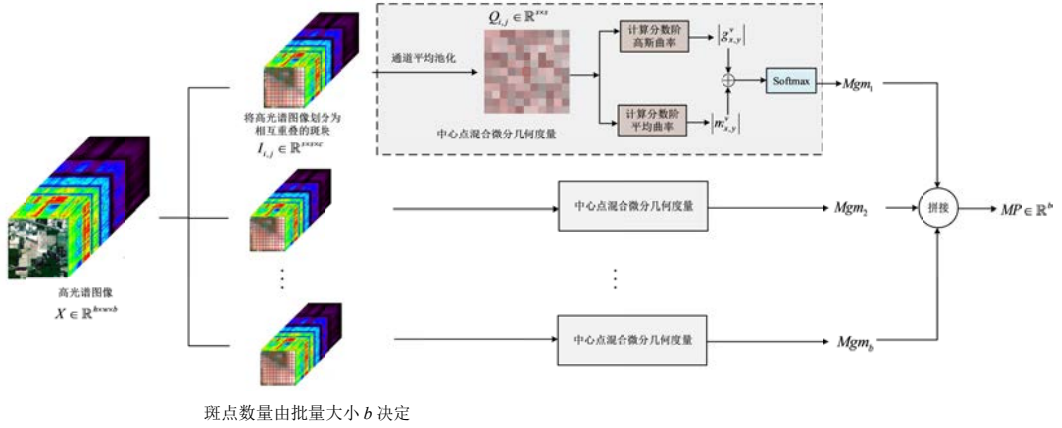 将高光谱图像划分为
相互重叠的斑块
I_{i,j} ∈ ℝ^{s×s×c}
通道平均池化
Q_{i,j} ∈ ℝ^{s×s}
中心点混合微分几何度量
计算分数阶
高斯曲率
|g^v_{x,y}|
计算分数阶
平均曲率
|m^v_{x,y}|
Softmax
Mgm₁
高光谱图像
X ∈ ℝ^{h×w×b}
中心点混合微分几何度量
Mgm₂
拼接
MP ∈ ℝ^b
中心点混合微分几何度量
Mgm_b
斑点数量由批量大小 b 决定